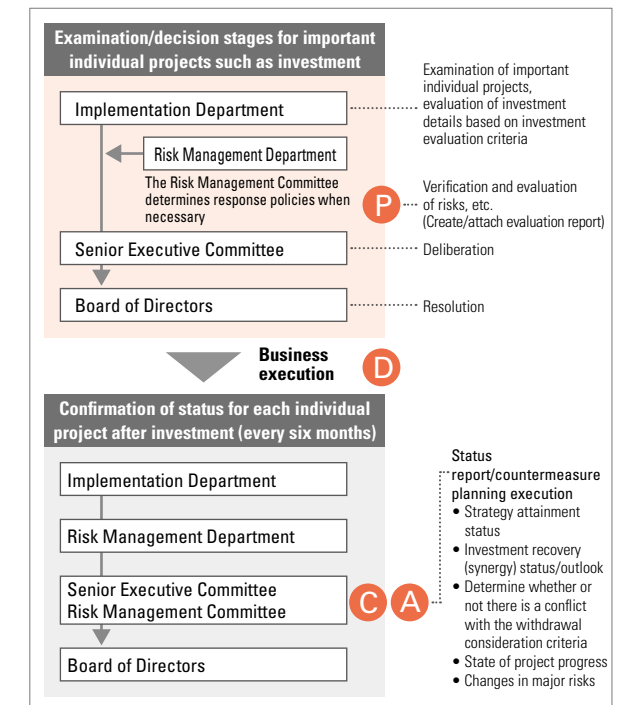 Examination/decision stages for important
individual projects such as investment
Implementation Department
Examination of important
individual projects,
evaluation of investment
details based on investment
evaluation criteria
Risk Management Department
The Risk Management Committee
determines response policies when
necessary
P
Verification and evaluation
of risks, etc.
(Create/attach evaluation report)
Senior Executive Committee
Deliberation
Board of Directors
Resolution
Business
execution
D
Confirmation of status for each individual
project after investment (every six months)
Implementation Department
Risk Management Department
Senior Executive Committee
Risk Management Committee
C A
Board of Directors
Status
report/countermeasure
planning execution
• Strategy attainment
status
• Investment recovery
(synergy) status/outlook
• Determine whether or
not there is a conflict
with the withdrawal
consideration criteria
• State of project progress
• Changes in major risks